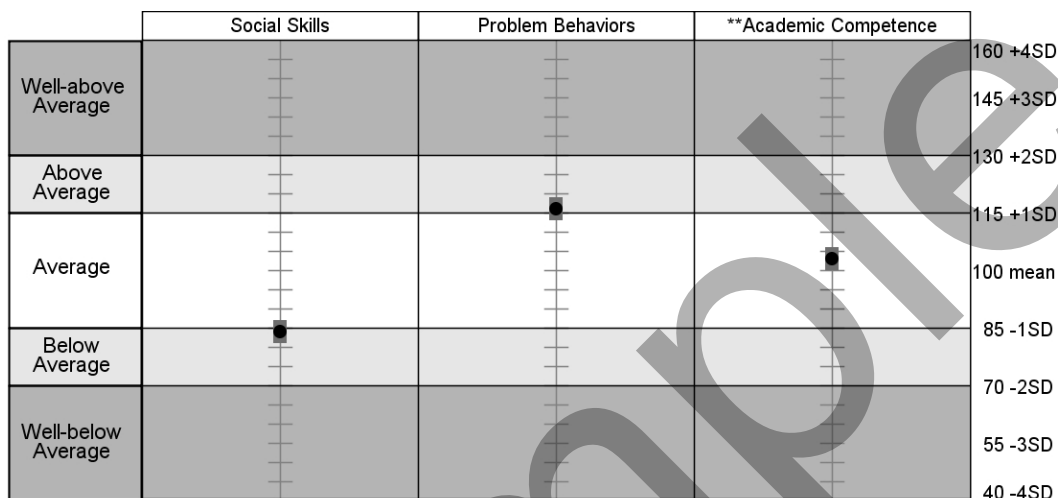 Social Skills
Problem Behaviors
**Academic Competence
Well-above
Average
Above
Average
Average
Below
Average
Well-below
Average
160 +4SD
145 +3SD
130 +2SD
115 +1SD
100 mean
85 -1SD
70 -2SD
55 -3SD
40 -4SD